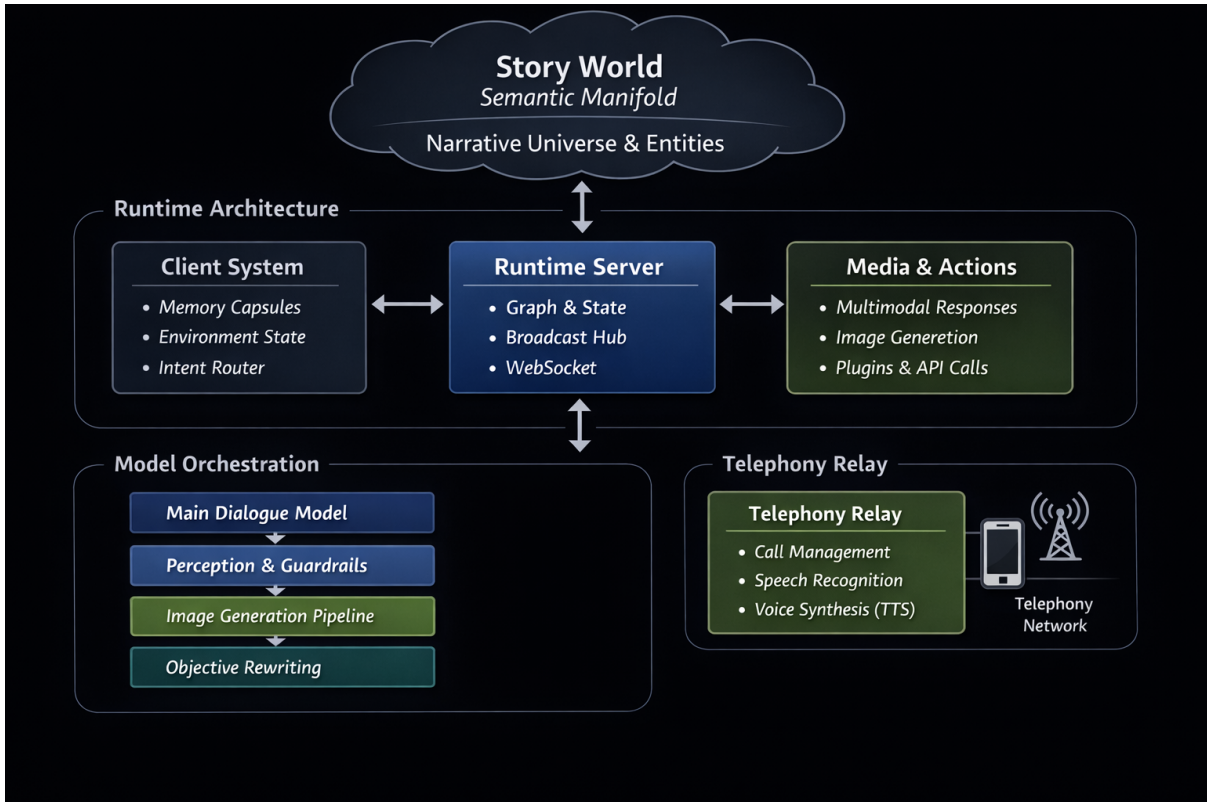 Story World
Semantic Manifold
Narrative Universe & Entities
Runtime Architecture
Client System
• Memory Capsules
• Environment State
• Intent Router
Runtime Server
• Graph & State
• Broadcast Hub
• WebSocket
Media & Actions
• Multimodal Responses
• Image Generetion
• Plugins & API Calls
Model Orchestration
Main Dialogue Model
Perception & Guardrails
Image Generation Pipeline
Objective Rewriting
Telephony Relay
Telephony Relay
• Call Management
• Speech Recognition
• Voice Synthesis (TTS)
Telephony
Network